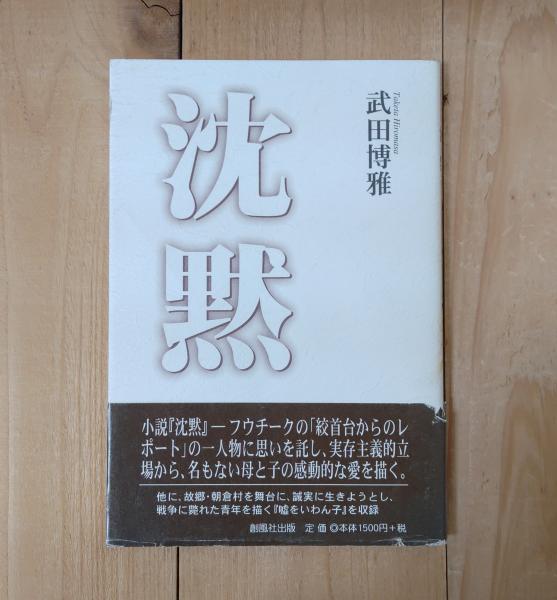 武田博雅
Taketa Hiromasa
沈黙
小説『沈黙』―フウチークの「絞首台からのレ
ポート」の一人物に思いを託し、実存主義的立
場から、名もない母と子の感動的な愛を描く。
他に、故郷・朝倉村を舞台に、誠実に生きようとし、
戦争に斃れた青年を描く『嘘をいわん子』を収録
創風社出版 定価 ◎本体1500円+税